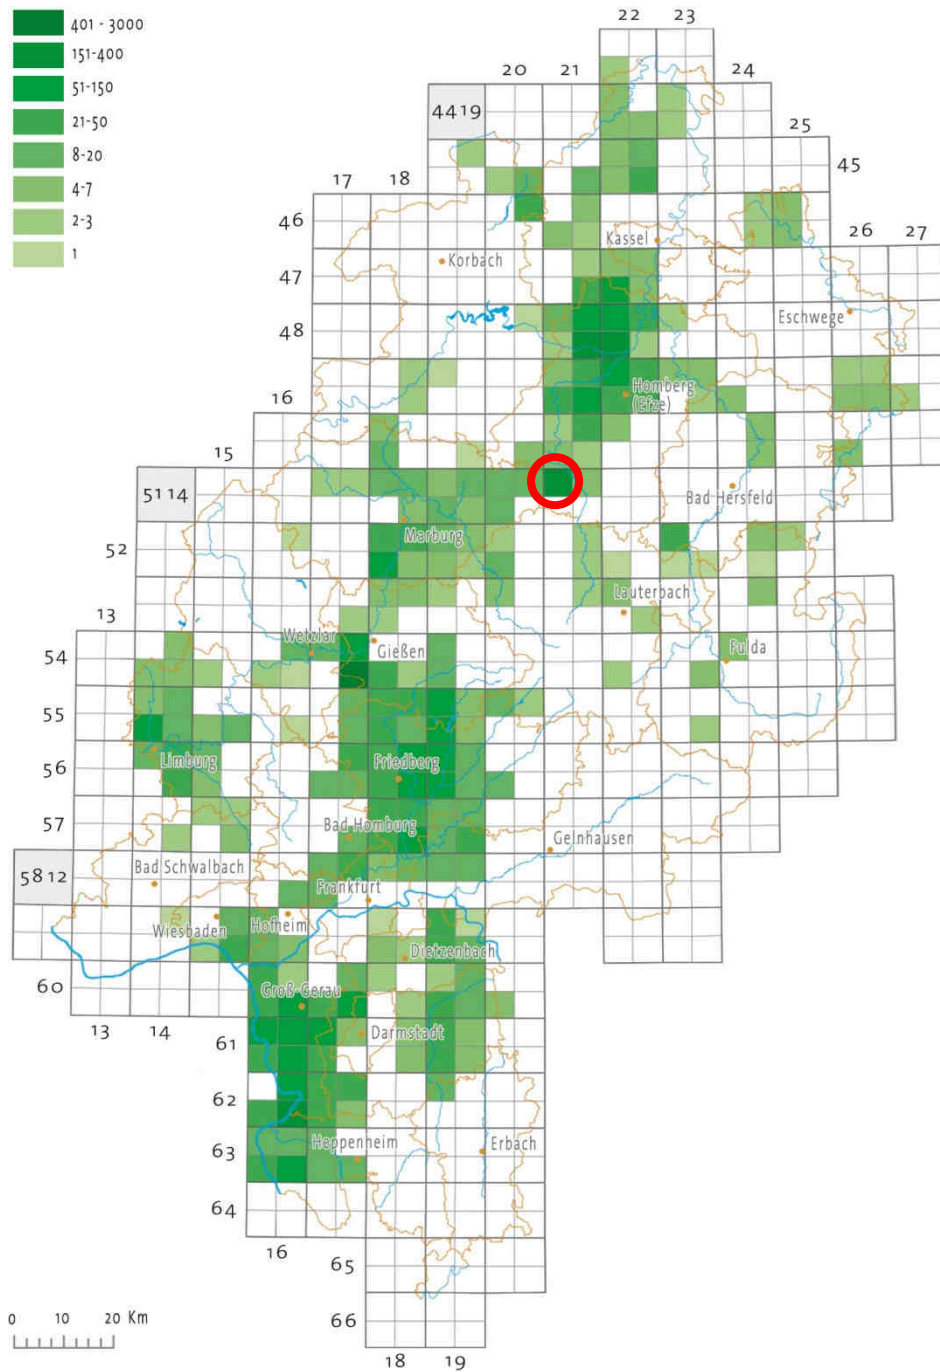 401 - 3000
151-400
51-150
21-50
8-20
4-7
2-3
1
22 23
20 21
24
4419
25
45
17 18
46
Kassel
26 27
Korbach
47
Eschwege
48
Homberg
(Efze)
16
15
5114
Bad Hersfeld
Marburg
52
Lauterbach
13
Wetzlar
Gießen
Fulda
54
55
Limburg
Friedberg
56
Bad Homburg
57
Gelnhausen
Bad Schwalbach
5812
Frankfurt
Hofheim
Wiesbaden
Dietzenbach
60
Groß-Gerau
13 14
Darmstadt
61
62
Heppenheim
Erbach
63
64
16
65
0 10 20 Km
66
18 19